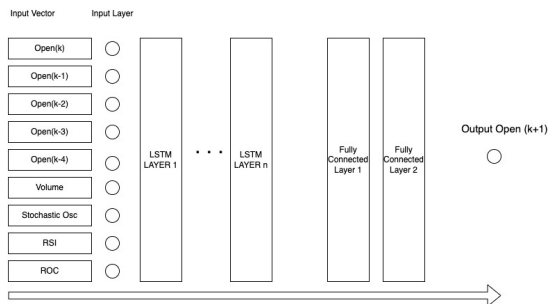 Input Vector
Input Layer
Open(k)
Open(k-1)
Open(k-2)
Open(k-3)
Open(k-4)
Volume
Stochastic Osc
RSI
ROC
LSTM
LAYER 1
. . .
LSTM
LAYER n
Fully
Connected
Layer 1
Fully
Connected
Layer 2
Output Open (k+1)